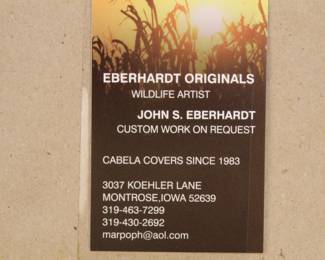 EBERHARDT ORIGINALS
WILDLIFE ARTIST
JOHN S. EBERHARDT
CUSTOM WORK ON REQUEST
CABELA COVERS SINCE 1983
3037 KOEHLER LANE
MONTROSE,IOWA 52639
319-463-7299
319-430-2692
marpoph@aol.com